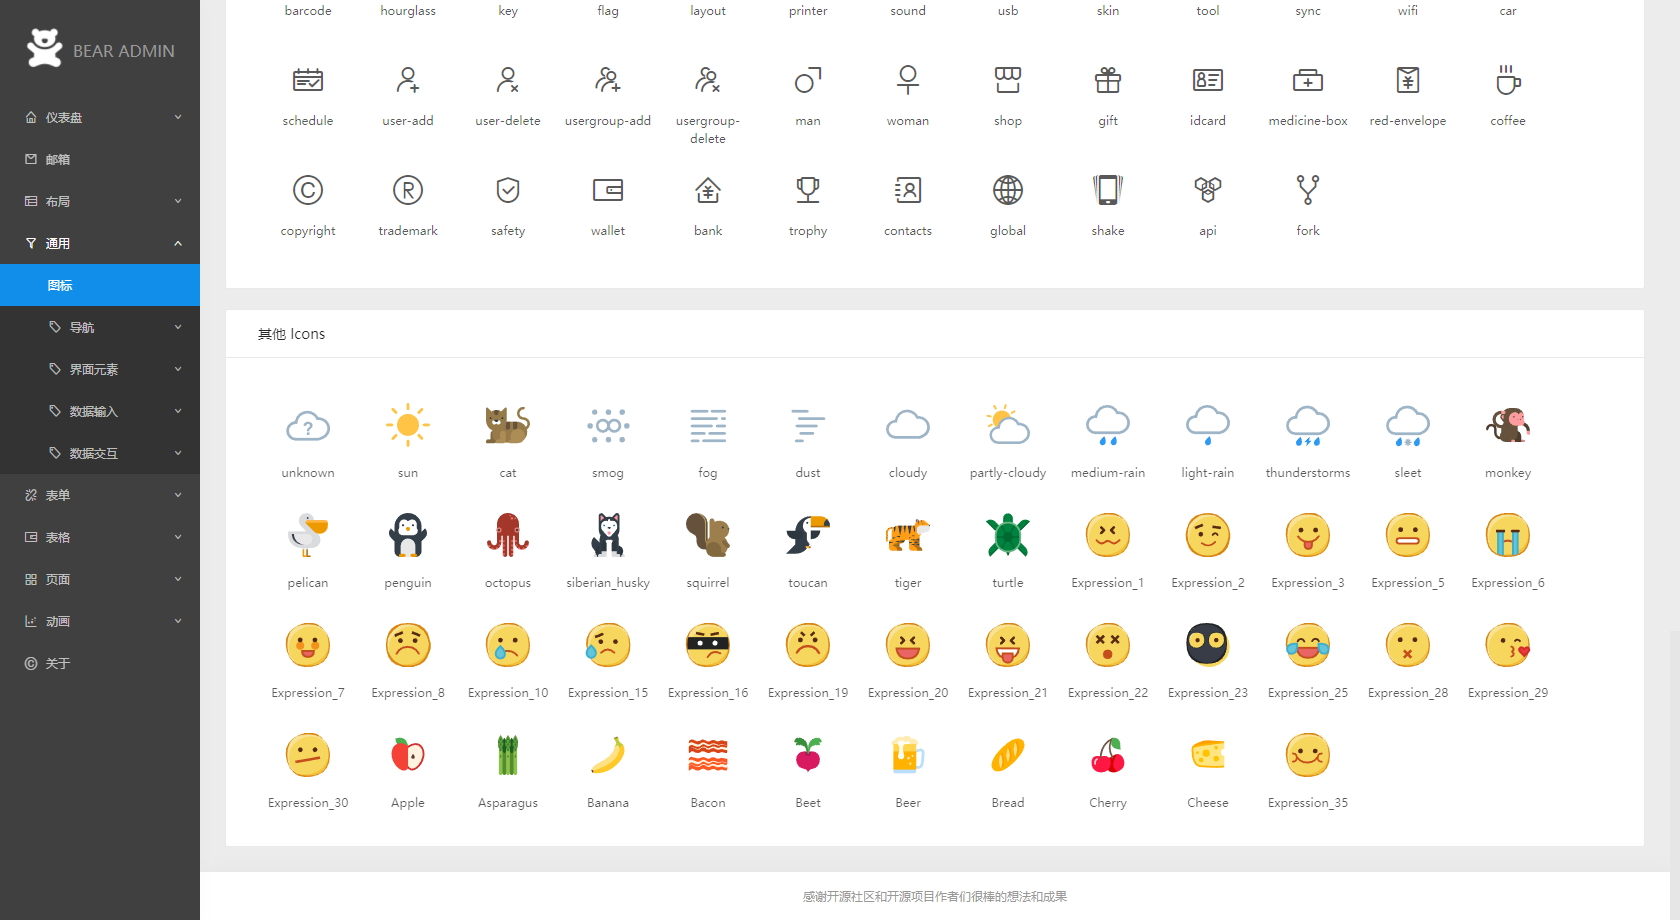 BEAR ADMIN
仪表盘
邮箱
布局
通用
图标
导航
界面元素
数据输入
数据交互
表单
表格
页面
动画
关于
barcode hourglass key flag layout printer sound usb skin tool sync wifi car
schedule user-add user-delete usergroup-add usergroup- man woman shop gift idcard medicine-box red-envelope coffee
delete
copyright trademark safety wallet bank trophy contacts global shake api fork
其他 Icons
unknown sun cat smog fog dust cloudy partly-cloudy medium-rain light-rain thunderstorms sleet monkey
pelican penguin octopus siberian_husky squirrel toucan tiger turtle Expression_1 Expression_2 Expression_3 Expression_5 Expression_6
Expression_7 Expression_8 Expression_10 Expression_15 Expression_16 Expression_19 Expression_20 Expression_21 Expression_22 Expression_23 Expression_25 Expression_28 Expression_29
Expression_30 Apple Asparagus Banana Bacon Beet Beer Bread Cherry Cheese Expression_35
感谢开源社区和开源项目作者们很棒的想法和成果